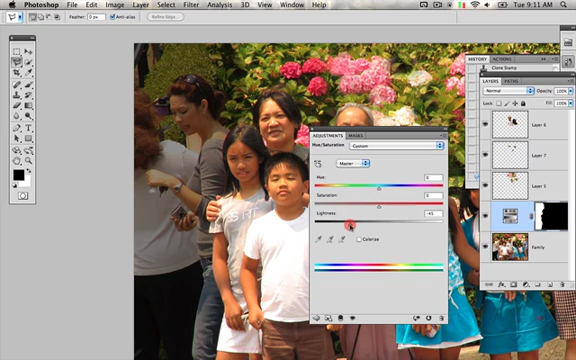 Photoshop File Edit Image Layer Select Filter Analysis View Window Help Tue 9:11 AM
Feather: 0 px Anti-alias Refine Edge...
HISTORY ACTIONS
Clone Stamp
LAYERS PATHS
Normal Opacity: 100%
Lock: Fill: 100%
Layer 6
Layer 7
Layer 5
Family
ADJUSTMENTS MASKS
Hue/Saturation Custom
Master
Hue: 0
Saturation: 0
Lightness: -45
Colorize